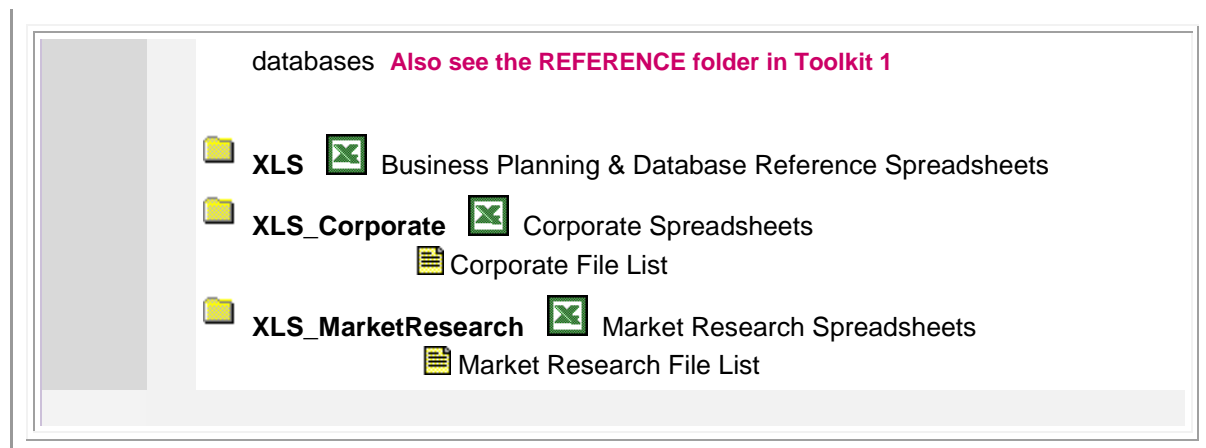 databases Also see the REFERENCE folder in Toolkit 1
XLS Business Planning & Database Reference Spreadsheets
XLS_Corporate Corporate Spreadsheets
Corporate File List
XLS_MarketResearch Market Research Spreadsheets
Market Research File List